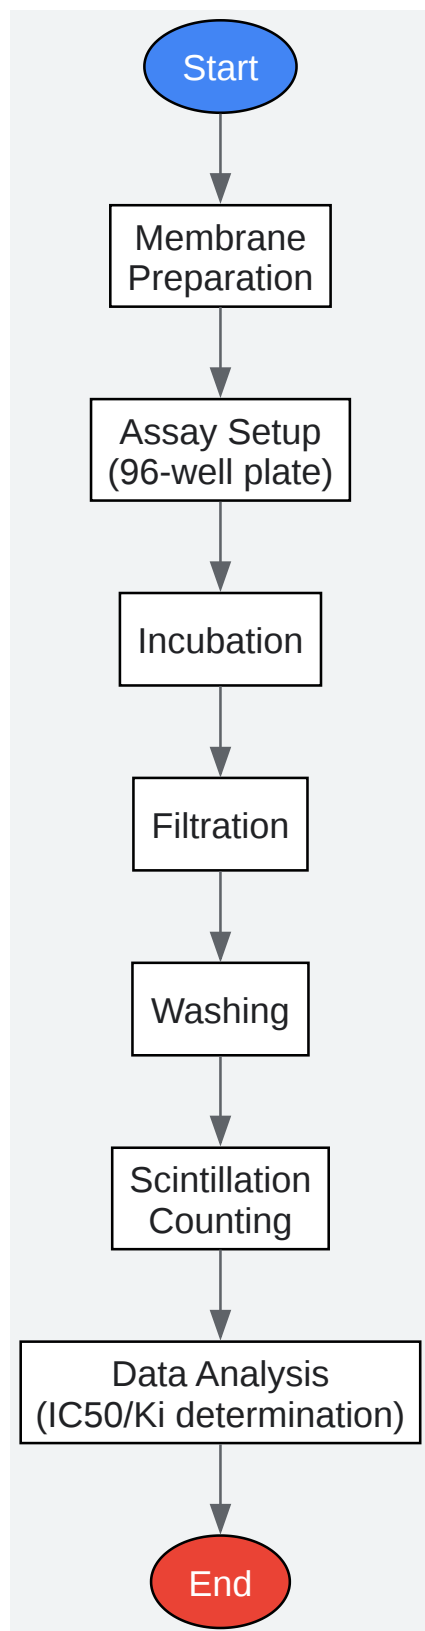 Start
Membrane
Preparation
Assay Setup
(96-well plate)
Incubation
Filtration
Washing
Scintillation
Counting
Data Analysis
(IC50/Ki determination)
End